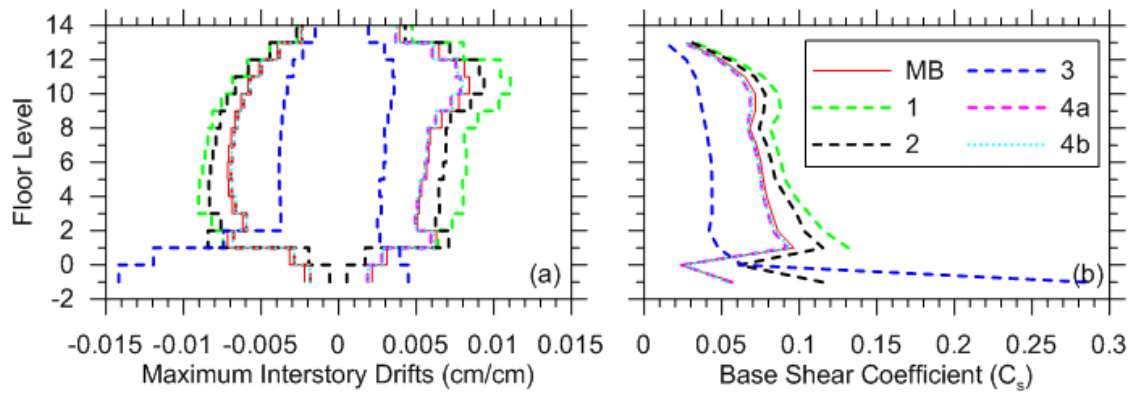 14
12
10
8
6
4
2
0
-2
Floor Level
(a)
-0.015 -0.01 -0.005 0 0.005 0.01 0.015
Maximum Interstory Drifts (cm/cm)
MB 3
1 4a
2 4b
(b)
0 0.05 0.1 0.15 0.2 0.25 0.3
Base Shear Coefficient (Cs)